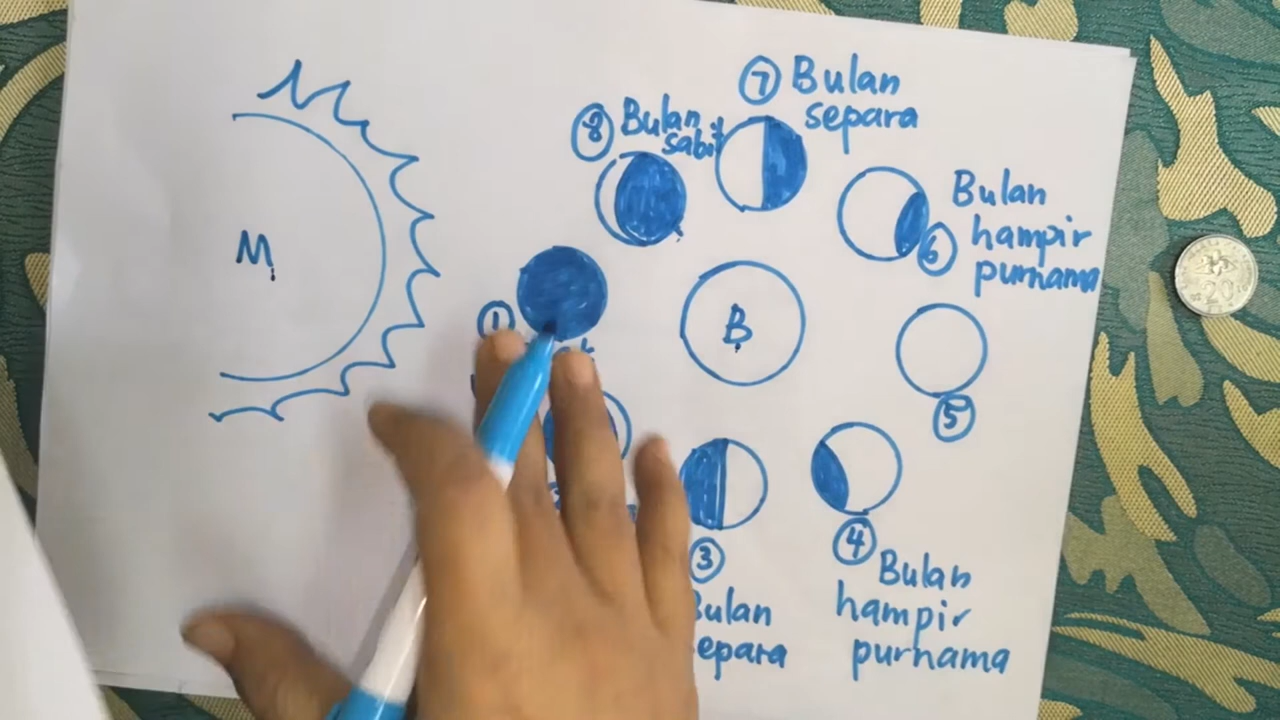 M
8 Bulan
sabit
7 Bulan
separa
Bulan
hampir
6
purnama
1
B
5
3
Bulan
separa
4
Bulan
hampir
purnama
20